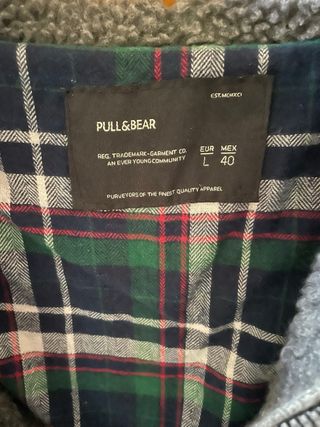 EST.MCMXCI
PULL&BEAR
REG. TRADEMARK - GARMENT CO.
AN EVER YOUNG COMMUNITY
EUR MEX
L 40
PURVEYORS OF THE FINEST QUALITY APPAREL